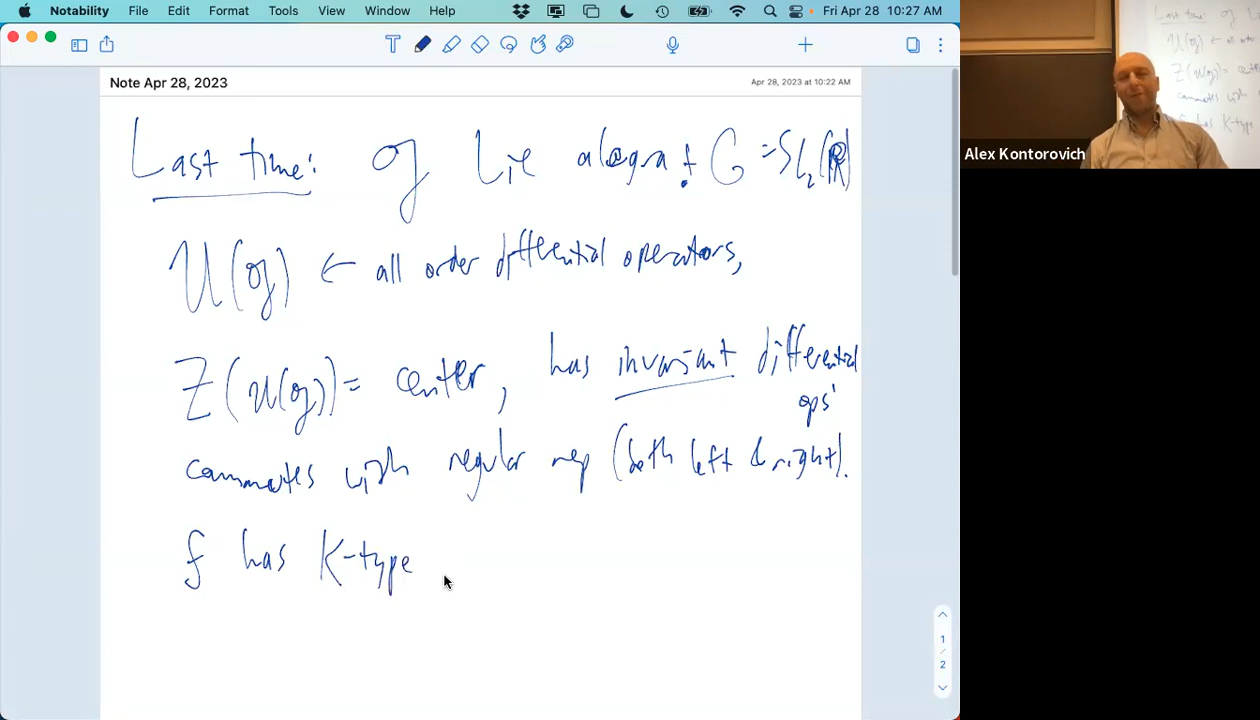 Notability File Edit Format Tools View Window Help Fri Apr 28 10:27 AM
Note Apr 28, 2023
Apr 28, 2023 at 10:22 AM
Last time: 𝔤 Lie alegra! G = SL₂(ℝ)
U(𝔤) ← all order differential operators,
Z(U(𝔤)) = center, has invariant differential
ops'
commutes with regular rep (both left & right).
f has K-type
1
/
2
Alex Kontorovich